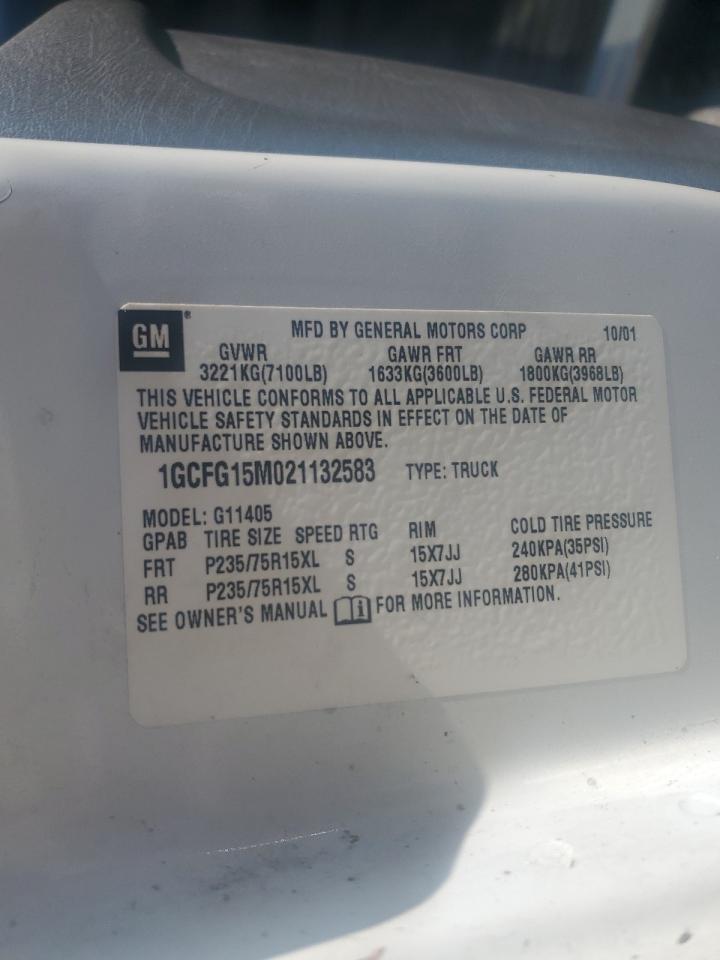 GM ® MFD BY GENERAL MOTORS CORP 10/01
GVWR GAWR FRT GAWR RR
3221KG(7100LB) 1633KG(3600LB) 1800KG(3968LB)
THIS VEHICLE CONFORMS TO ALL APPLICABLE U.S. FEDERAL MOTOR
VEHICLE SAFETY STANDARDS IN EFFECT ON THE DATE OF
MANUFACTURE SHOWN ABOVE.
1GCFG15M021132583 TYPE: TRUCK
MODEL: G11405
GPAB TIRE SIZE SPEED RTG RIM COLD TIRE PRESSURE
FRT P235/75R15XL S 15X7JJ 240KPA(35PSI)
RR P235/75R15XL S 15X7JJ 280KPA(41PSI)
SEE OWNER'S MANUAL i FOR MORE INFORMATION.